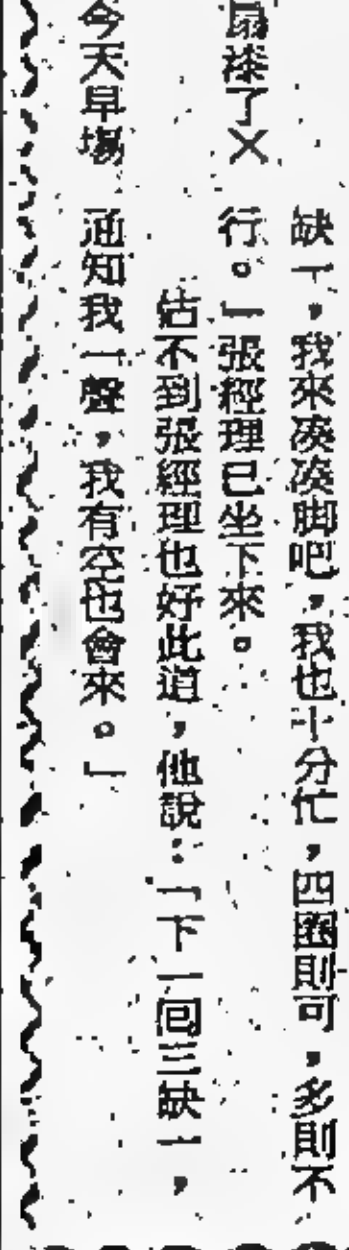 缺一，我來凑凑脚吧，我也十分忙，四圈則可，多則不
行。」張經理已坐下來。
估不到張經理也好此道，他說：「下一回三缺一，
通知我一聲，我有空也會來。」
了×
今天早場